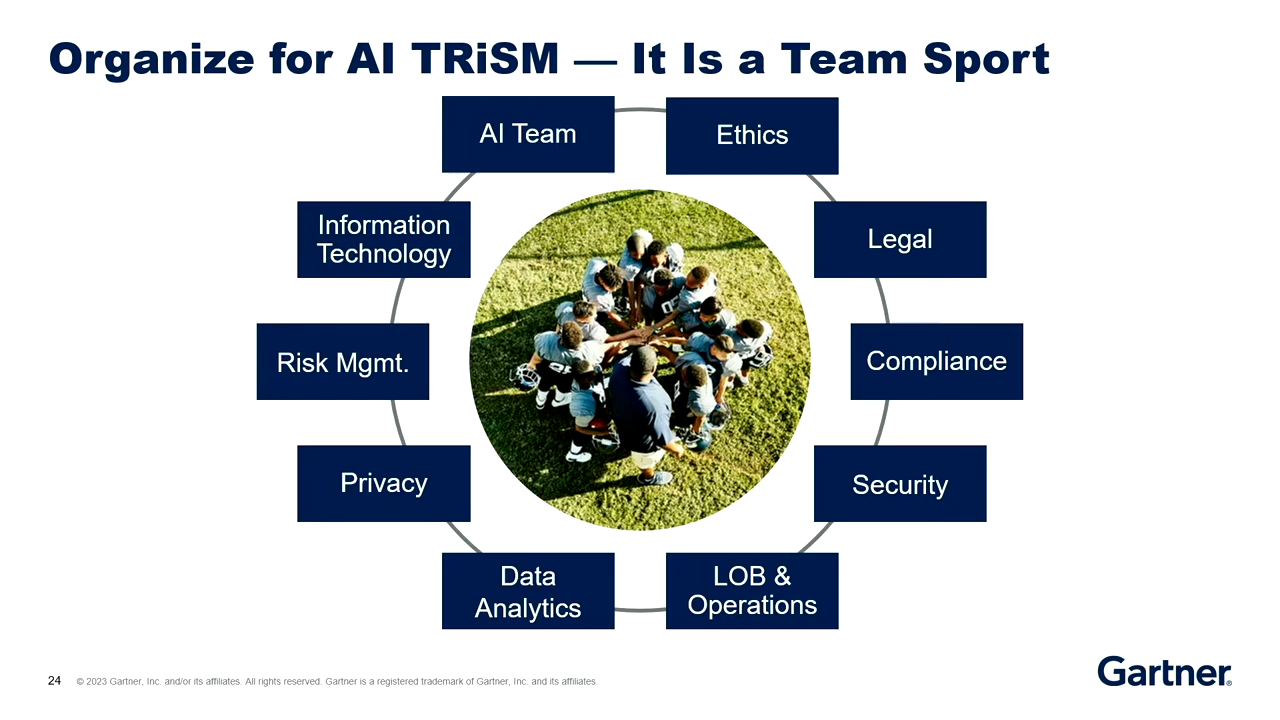 Organize for AI TRiSM — It Is a Team Sport
AI Team
Ethics
Information
Technology
Legal
Risk Mgmt.
Compliance
Privacy
Security
Data
Analytics
LOB &
Operations
24 © 2023 Gartner, Inc. and/or its affiliates. All rights reserved. Gartner is a registered trademark of Gartner, Inc. and its affiliates.
Gartner®